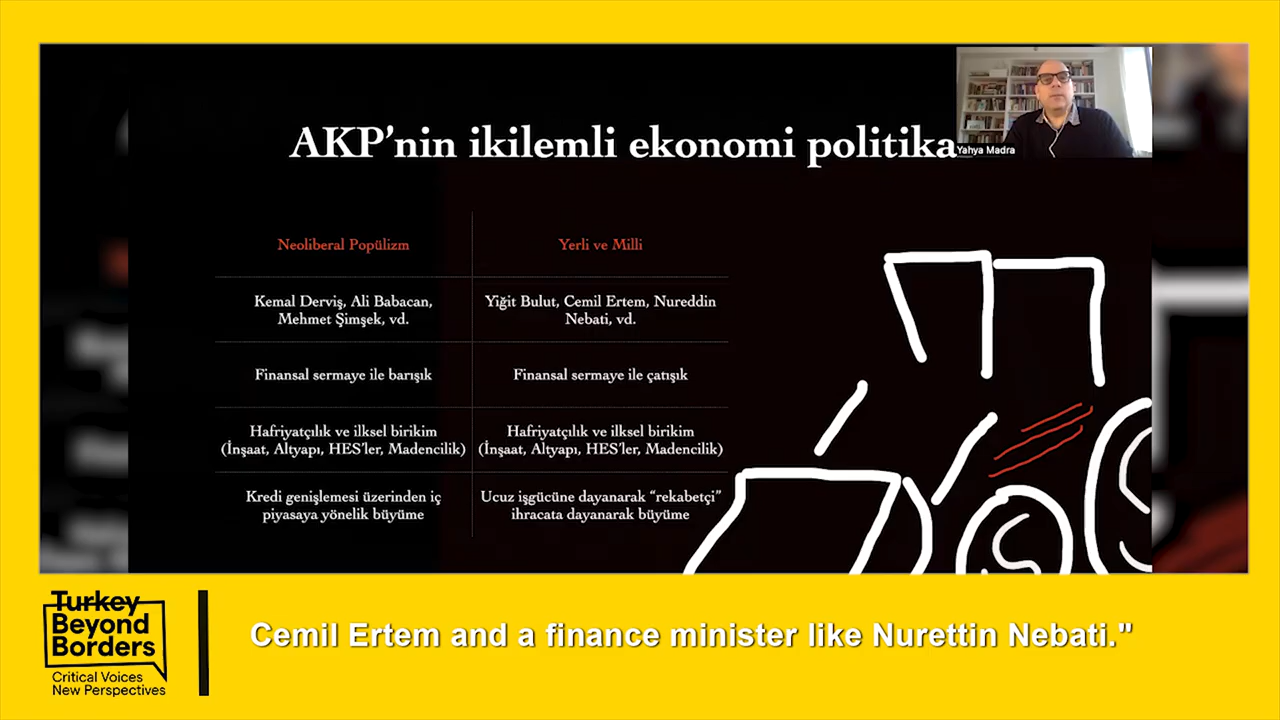 AKP’nin ikilemli ekonomi politika
Yahya Madra
Neoliberal Popülizm
Yerli ve Milli
Kemal Derviş, Ali Babacan,
Mehmet Şimşek, vd.
Yiğit Bulut, Cemil Ertem, Nureddin
Nebati, vd.
Finansal sermaye ile barışık
Finansal sermaye ile çatışık
Hafriyatçılık ve ilksel birikim
(İnşaat, Altyapı, HES’ler, Madencilik)
Hafriyatçılık ve ilksel birikim
(İnşaat, Altyapı, HES’ler, Madencilik)
Kredi genişlemesi üzerinden iç
piyasaya yönelik büyüme
Ucuz işgücüne dayanarak “rekabetçi”
ihracata dayanarak büyüme
Turkey
Beyond
Borders
Critical Voices
New Perspectives
Cemil Ertem and a finance minister like Nurettin Nebati."